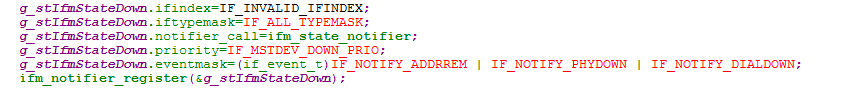 g_stIfmStateDown.ifindex=IF_INVALID_IFINDEX;
g_stIfmStateDown.iftypemask=IF_ALL_TYPEMASK;
g_stIfmStateDown.notifier_call=ifm_state_notifier;
g_stIfmStateDown.priority=IF_MSTDEV_DOWN_PRIO;
g_stIfmStateDown.eventmask=(if_event_t)IF_NOTIFY_ADDRREM | IF_NOTIFY_PHYDOWN | IF_NOTIFY_DIALDOWN;
ifm_notifier_register(&g_stIfmStateDown);